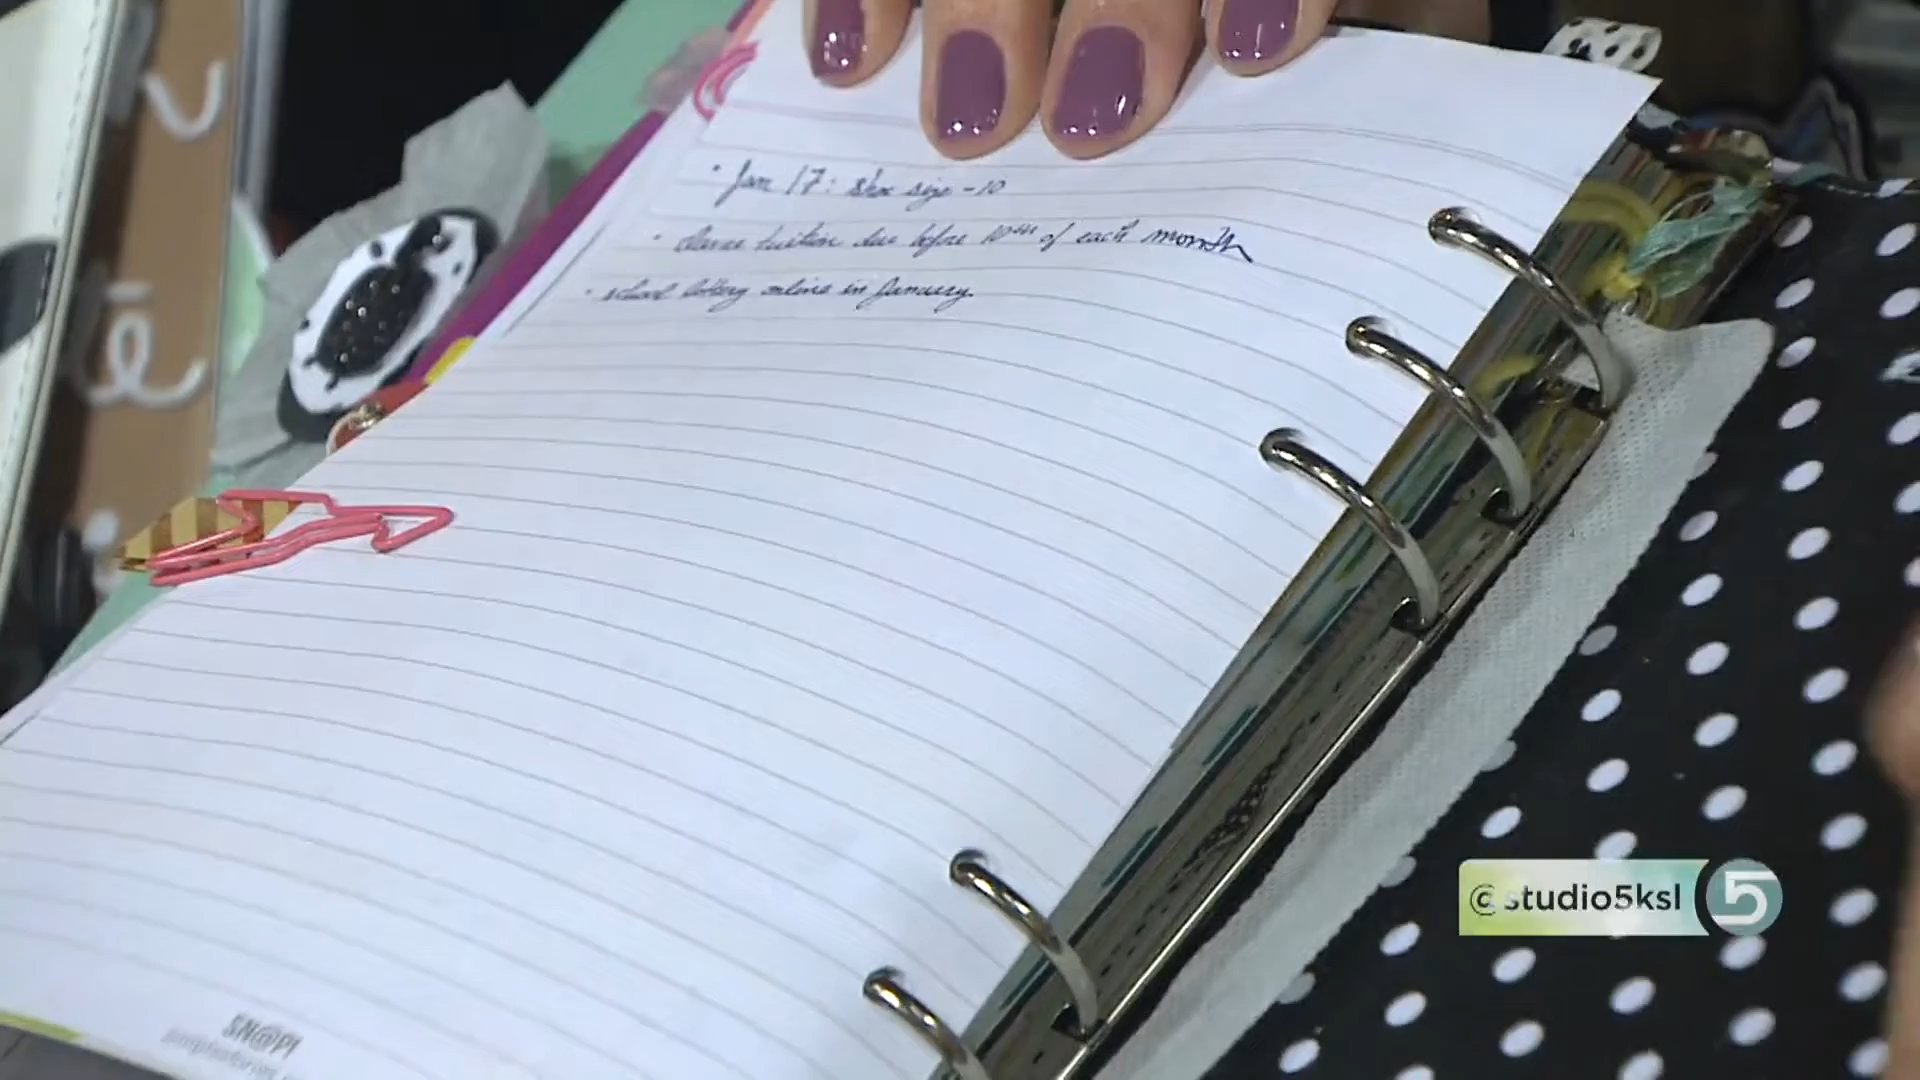 • Jan 17: shoe size - 10
• dance tuition due before 10th of each month
• school lottery online in January
SN@P!
@studio5ksl 5